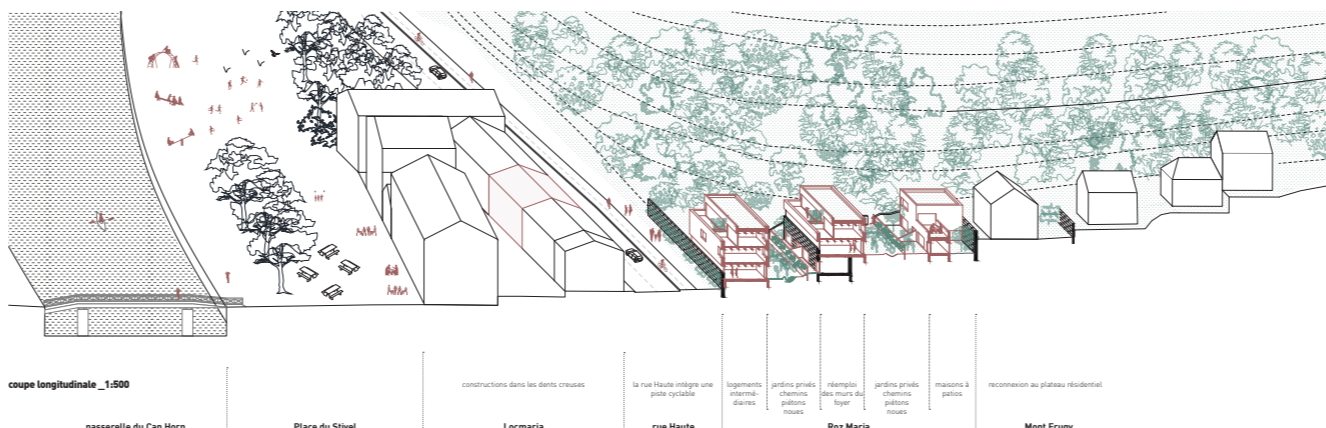 coupe longitudinale _1:500
constructions dans les dents creuses
la rue Haute intègre une
piste cyclable
logements
intermé-
diaires
jardins privés
chemins
piétons
noues
réemploi
des murs du
foyer
jardins privés
chemins
piétons
noues
maisons à
patios
reconnexion au plateau résidentiel
passerelle du Cap Horn
Place du Stivel
Locmaria
rue Haute
Roz Maria
Mont Frugy